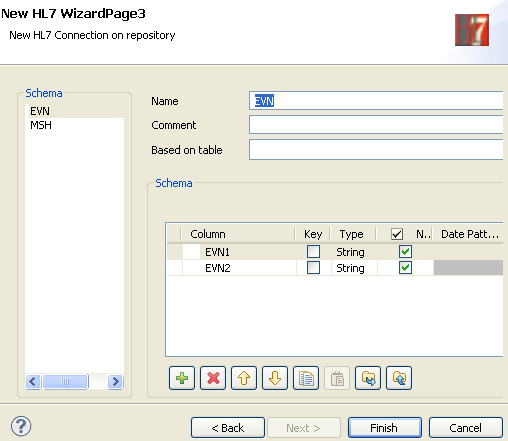 New HL7 WizardPage3
New HL7 Connection on repository
Schema
EVN
MSH
Name EVN
Comment
Based on table
Schema
Column Key Type N... Date Patt...
EVN1 String
EVN2 String
? < Back Next > Finish Cancel